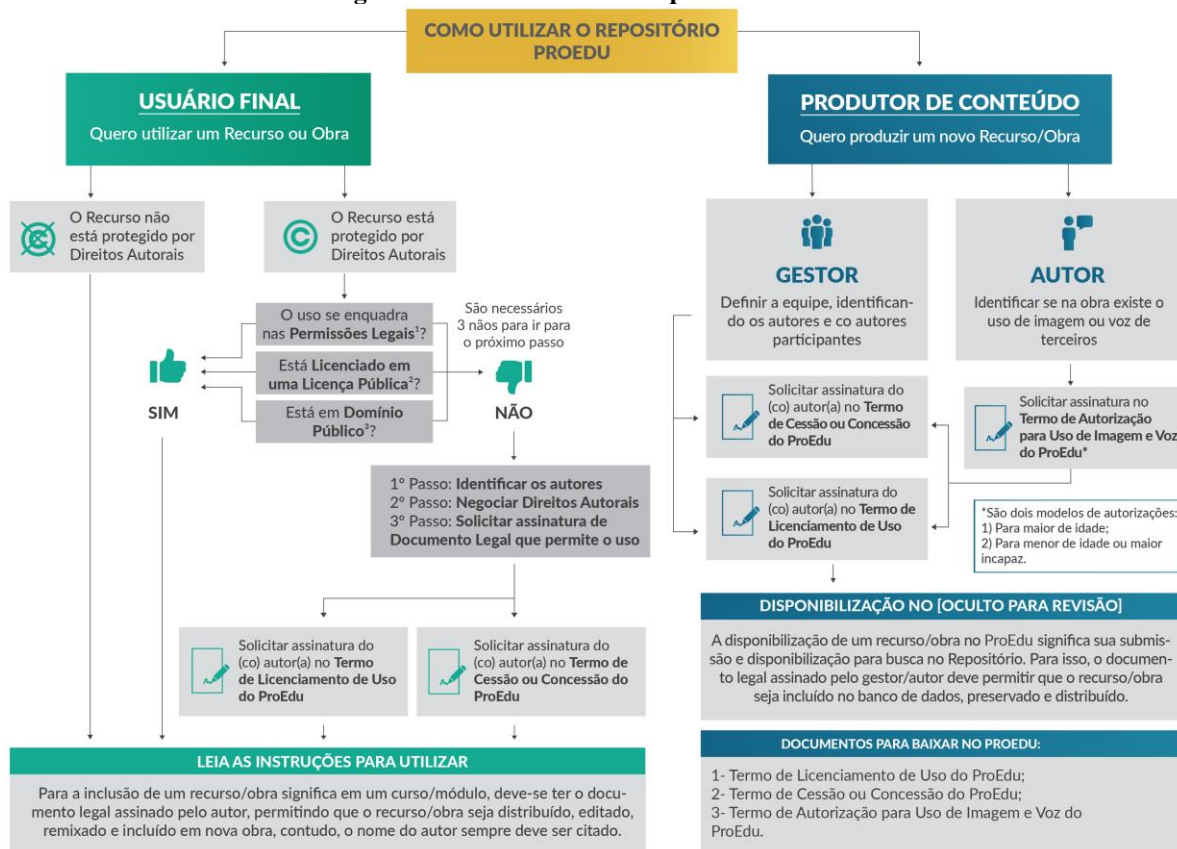 COMO UTILIZAR O REPOSITÓRIO
PROEDU
USUÁRIO FINAL
Quero utilizar um Recurso ou Obra
O Recurso não
está protegido por
Direitos Autorais
O Recurso está
protegido por
Direitos Autorais
O uso se enquadra
nas Permissões Legais¹?
Está Licenciado em
uma Licença Pública²?
Está em Domínio
Público³?
São necessários
3 nãos para ir para
o próximo passo
SIM
NÃO
1º Passo: Identificar os autores
2º Passo: Negociar Direitos Autorais
3º Passo: Solicitar assinatura de
Documento Legal que permite o uso
Solicitar assinatura do
(co) autor(a) no Termo
de Licenciamento de Uso
do ProEdu
Solicitar assinatura do
(co) autor(a) no Termo de
Cessão ou Concessão do
ProEdu
LEIA AS INSTRUÇÕES PARA UTILIZAR
Para a inclusão de um recurso/obra significa em um curso/módulo, deve-se ter o docu-
mento legal assinado pelo autor, permitindo que o recurso/obra seja distribuído, editado,
remixado e incluído em nova obra, contudo, o nome do autor sempre deve ser citado.
PRODUTOR DE CONTEÚDO
Quero produzir um novo Recurso/Obra
GESTOR
Definir a equipe, identifican-
do os autores e co autores
participantes
AUTOR
Identificar se na obra existe o
uso de imagem ou voz de
terceiros
Solicitar assinatura do
(co) autor(a) no Termo
de Cessão ou Concessão
do ProEdu
Solicitar assinatura no
Termo de Autorização
para Uso de Imagem e Voz
do ProEdu*
Solicitar assinatura do
(co) autor(a) no Termo de
Licenciamento de Uso
do ProEdu
*São dois modelos de autorizações:
1) Para maior de idade;
2) Para menor de idade ou maior
incapaz.
DISPONIBILIZAÇÃO NO [OCULTO PARA REVISÃO]
A disponibilização de um recurso/obra no ProEdu significa sua submis-
são e disponibilização para busca no Repositório. Para isso, o documen-
to legal assinado pelo gestor/autor deve permitir que o recurso/obra
seja incluído no banco de dados, preservado e distribuído.
DOCUMENTOS PARA BAIXAR NO PROEDU:
1- Termo de Licenciamento de Uso do ProEdu;
2- Termo de Cessão ou Concessão do ProEdu;
3- Termo de Autorização para Uso de Imagem e Voz do
ProEdu.